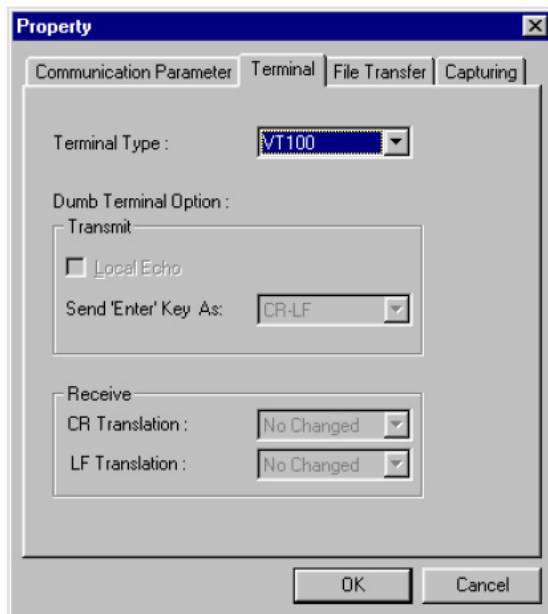 Property
Communication Parameter Terminal File Transfer Capturing
Terminal Type : VT100
Dumb Terminal Option :
Transmit
Local Echo
Send 'Enter' Key As: CR-LF
Receive
CR Translation : No Changed
LF Translation : No Changed
OK Cancel